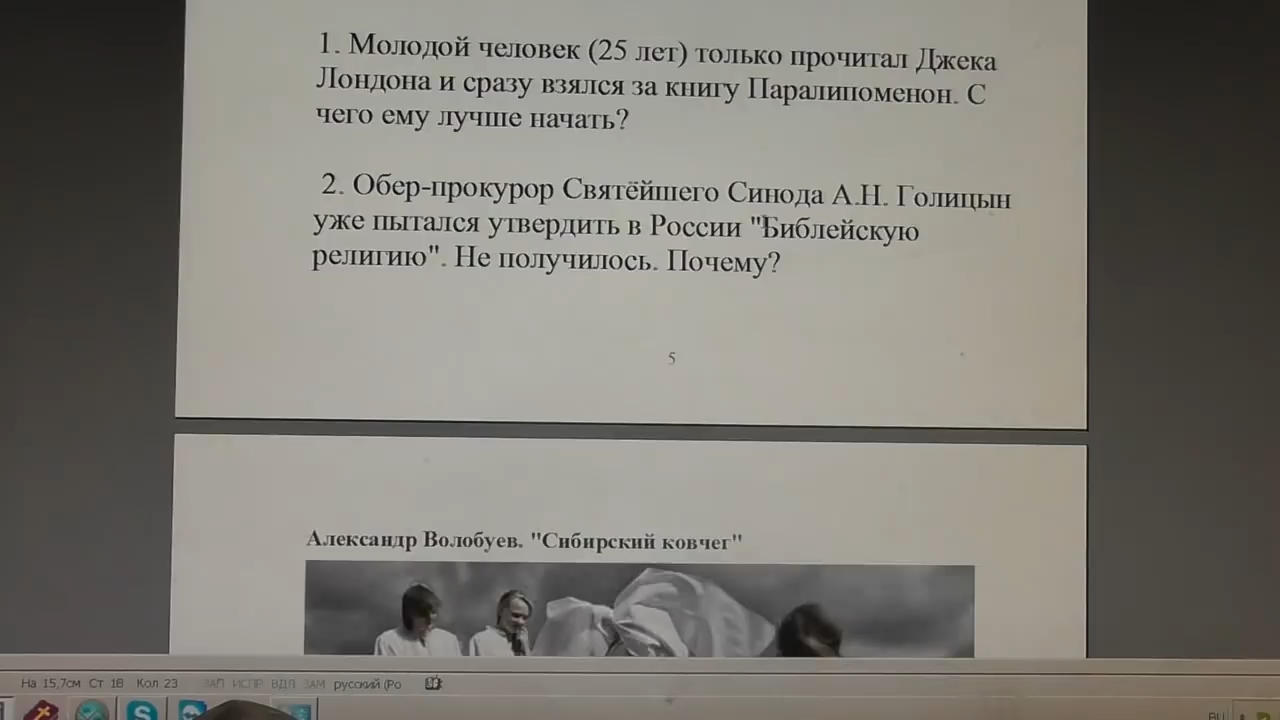 1. Молодой человек (25 лет) только прочитал Джека
Лондона и сразу взялся за книгу Паралипоменон. С
чего ему лучше начать?
2. Обер-прокурор Святейшего Синода А.Н. Голицын
уже пытался утвердить в России "Библейскую
религию". Не получилось. Почему?
5
Александр Волобуев. "Сибирский ковчег"
На 15,7см Ст 18 Кол 23 ЗАП ИСПР ВДЛ ЗАМ русский (Ро
RU